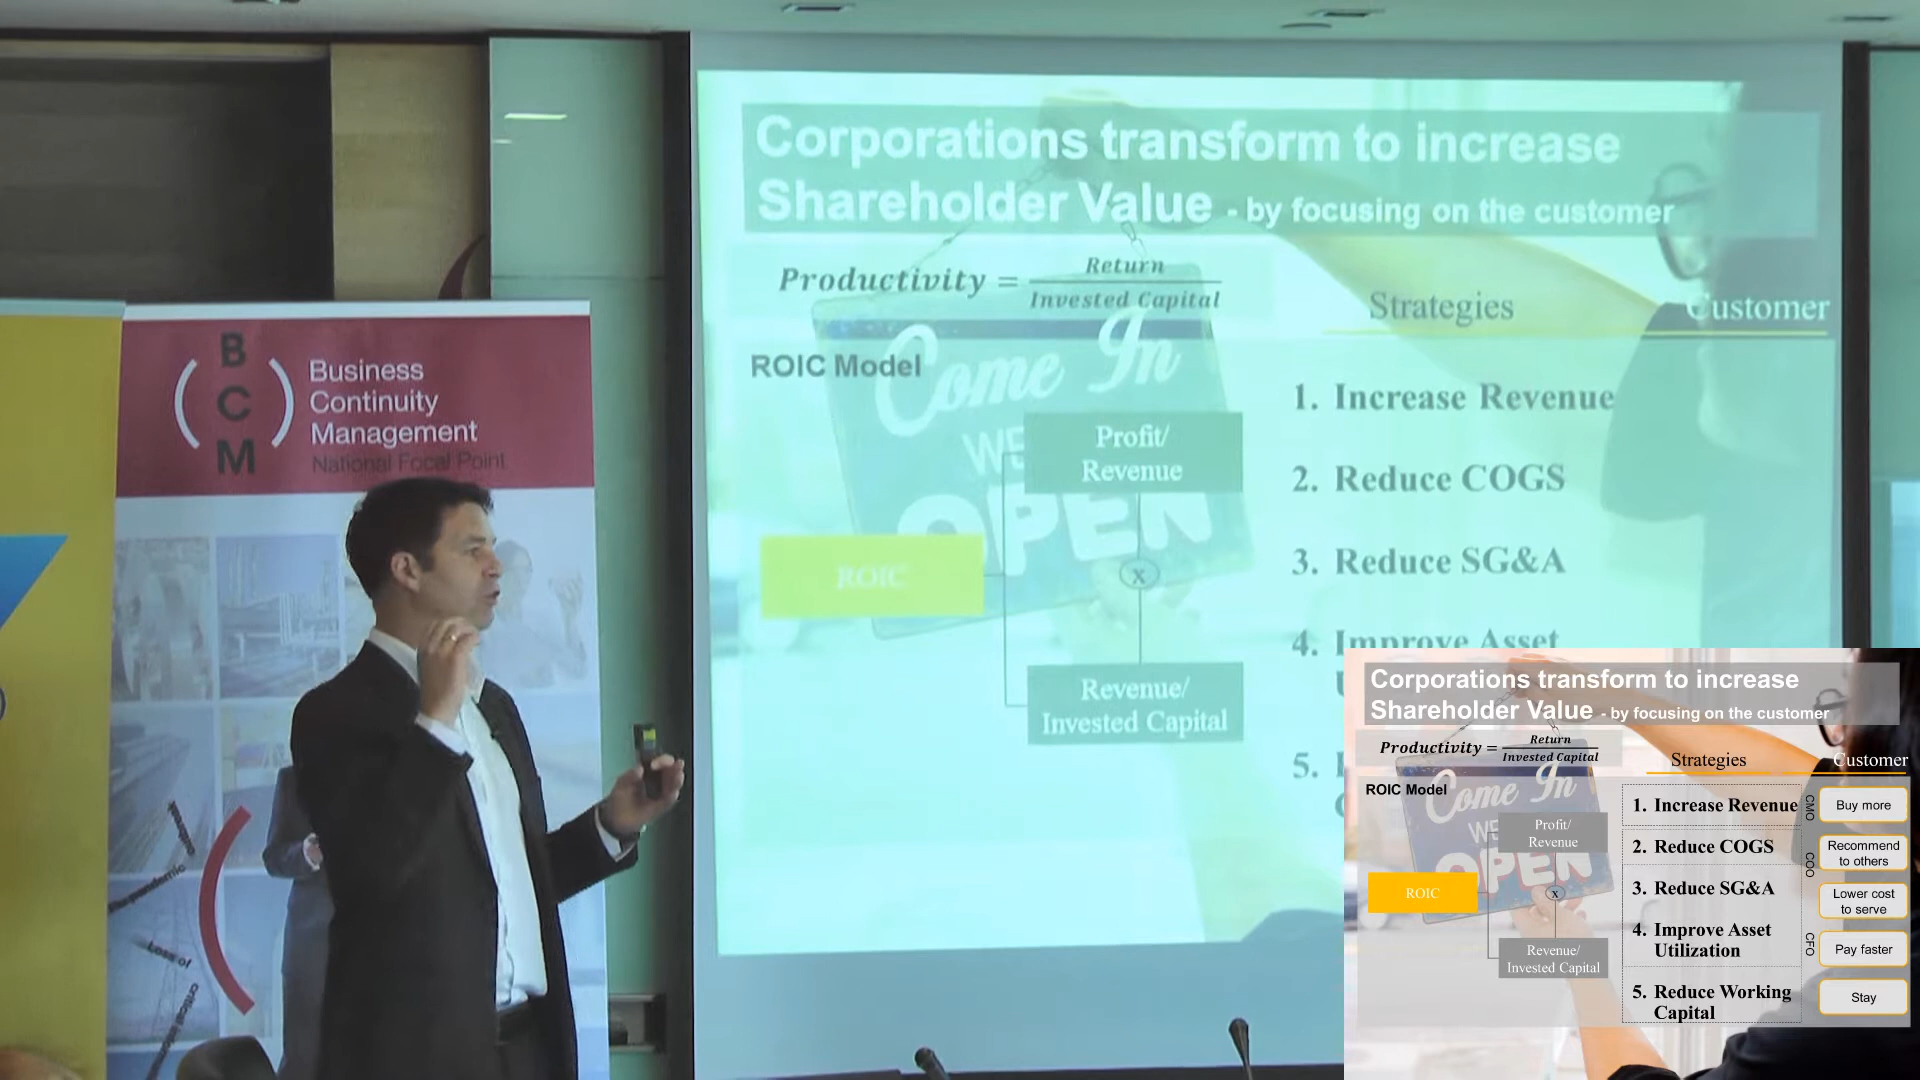 B
C
M
Business
Continuity
Management
National Focal Point
pandemic
Loss of
Corporations transform to increase
Shareholder Value - by focusing on the customer
Productivity = Return
Invested Capital
Strategies
Customer
ROIC Model
COME In
WE
OPEN
Profit/
Revenue
ROIC
x
Revenue/
Invested Capital
1. Increase Revenue
2. Reduce COGS
3. Reduce SG&A
4. Improve Asset
5.
Corporations transform to increase
Shareholder Value - by focusing on the customer
Productivity = Return
Invested Capital
Strategies
Customer
ROIC Model
Come In
WE
OPEN
Profit/
Revenue
ROIC
x
Revenue/
Invested Capital
1. Increase Revenue
2. Reduce COGS
3. Reduce SG&A
4. Improve Asset
Utilization
5. Reduce Working
Capital
CMO
COO
CFO
Buy more
Recommend
to others
Lower cost
to serve
Pay faster
Stay